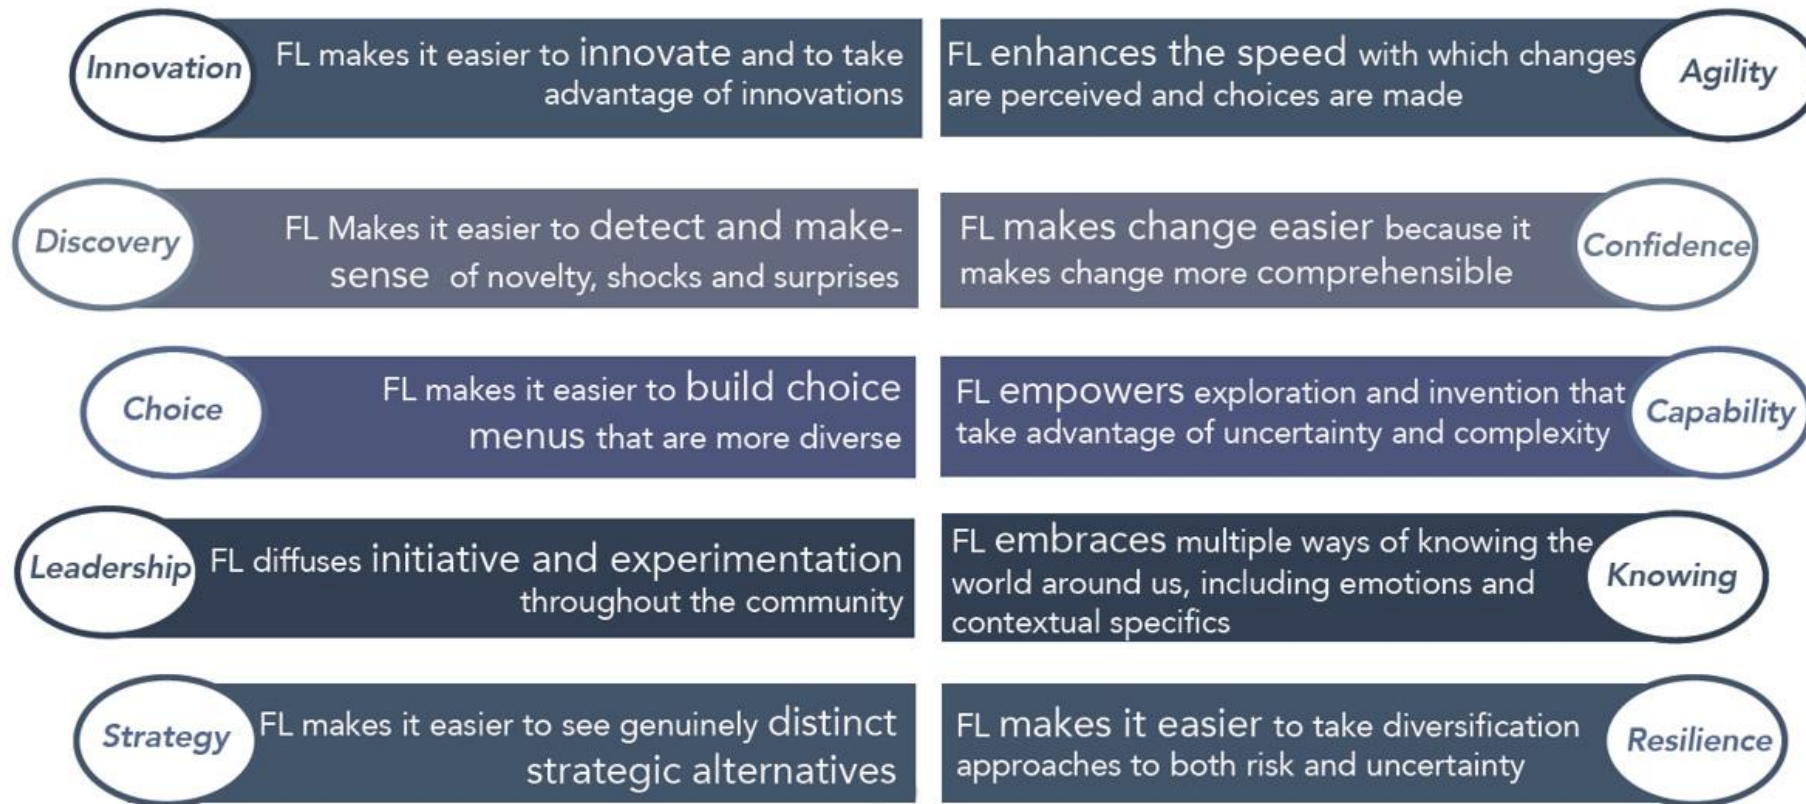 Innovation
FL makes it easier to innovate and to take
advantage of innovations
FL enhances the speed with which changes
are perceived and choices are made
Agility
Discovery
FL Makes it easier to detect and make-
sense of novelty, shocks and surprises
FL makes change easier because it
makes change more comprehensible
Confidence
Choice
FL makes it easier to build choice
menus that are more diverse
FL empowers exploration and invention that
take advantage of uncertainty and complexity
Capability
Leadership
FL diffuses initiative and experimentation
throughout the community
FL embraces multiple ways of knowing the
world around us, including emotions and
contextual specifics
Knowing
Strategy
FL makes it easier to see genuinely distinct
strategic alternatives
FL makes it easier to take diversification
approaches to both risk and uncertainty
Resilience